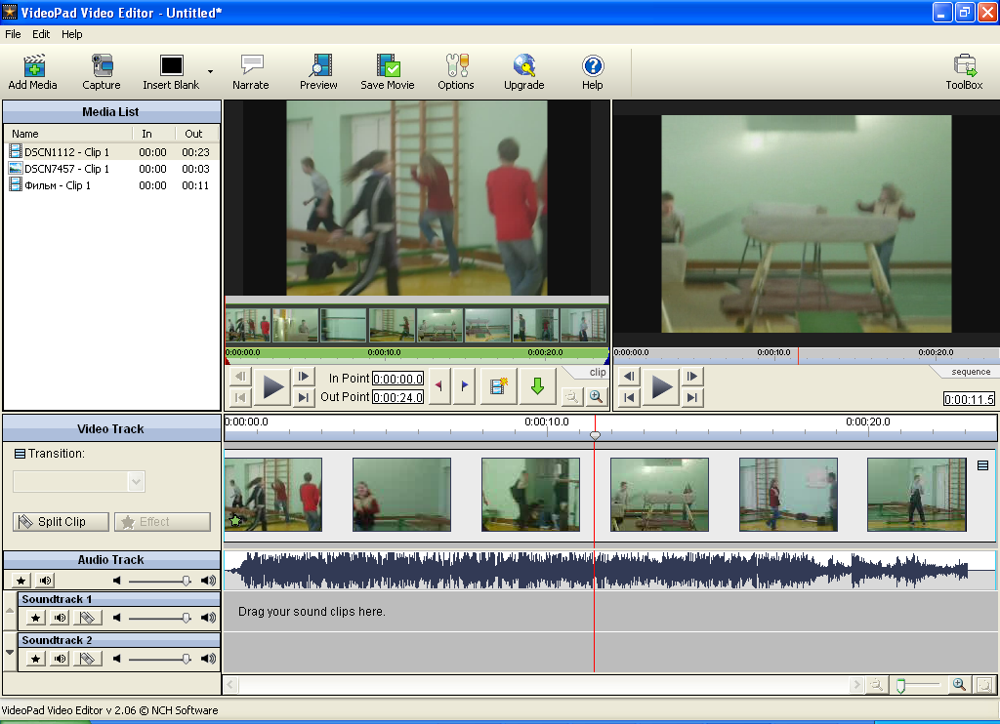 VideoPad Video Editor - Untitled*
File Edit Help
Add Media Capture Insert Blank Narrate Preview Save Movie Options Upgrade Help ToolBox
Media List
Name In Out
DSCN1112 - Clip 1 00:00 00:23
DSCN7457 - Clip 1 00:00 00:03
Фильм - Clip 1 00:00 00:11
0:00:00.0 0:00:10.0 0:00:20.0
0:00:00.0 0:00:10.0 0:00:20.0
In Point 0:00:00.0
Out Point 0:00:24.0
clip
sequence
0:00:11.5
Video Track
0:00:00.0 0:00:10.0 0:00:20.0
Transition:
Split Clip Effect
Audio Track
Soundtrack 1
Drag your sound clips here.
Soundtrack 2
VideoPad Video Editor v 2.06 © NCH Software